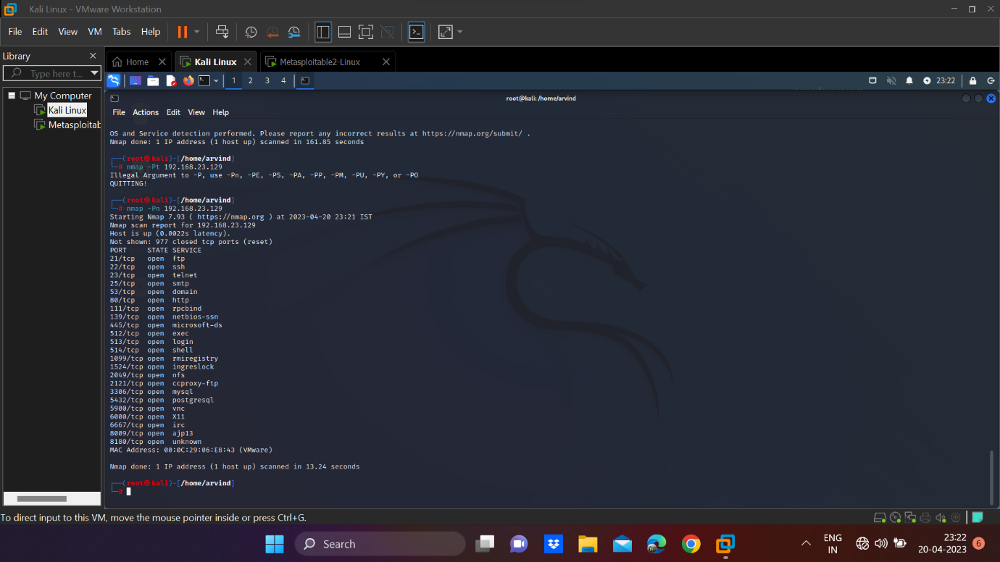 Kali Linux - VMware Workstation
File Edit View VM Tabs Help
Library
Home Kali Linux Metasploitable2-Linux
Type here t...
1 2 3 4 23:22
My Computer
Kali Linux
Metasploitab
root@kali: /home/arvind
File Actions Edit View Help
OS and Service detection performed. Please report any incorrect results at https://nmap.org/submit/ .
Nmap done: 1 IP address (1 host up) scanned in 161.85 seconds
(root㉿kali)-[/home/arvind]
# nmap -Pt 192.168.23.129
Illegal Argument to -P, use -Pn, -PE, -PS, -PA, -PP, -PM, -PU, -PY, or -PO
QUITTING!
(root㉿kali)-[/home/arvind]
# nmap -Pn 192.168.23.129
Starting Nmap 7.93 ( https://nmap.org ) at 2023-04-20 23:21 IST
Nmap scan report for 192.168.23.129
Host is up (0.0022s latency).
Not shown: 977 closed tcp ports (reset)
PORT STATE SERVICE
21/tcp open ftp
22/tcp open ssh
23/tcp open telnet
25/tcp open smtp
53/tcp open domain
80/tcp open http
111/tcp open rpcbind
139/tcp open netbios-ssn
445/tcp open microsoft-ds
512/tcp open exec
513/tcp open login
514/tcp open shell
1099/tcp open rmiregistry
1524/tcp open ingreslock
2049/tcp open nfs
2121/tcp open ccproxy-ftp
3306/tcp open mysql
5432/tcp open postgresql
5900/tcp open vnc
6000/tcp open X11
6667/tcp open irc
8009/tcp open ajp13
8180/tcp open unknown
MAC Address: 00:0C:29:06:E8:43 (VMware)
Nmap done: 1 IP address (1 host up) scanned in 13.24 seconds
(root㉿kali)-[/home/arvind]
#
To direct input to this VM, move the mouse pointer inside or press Ctrl+G.
Search
ENG
IN
23:22
20-04-2023
6